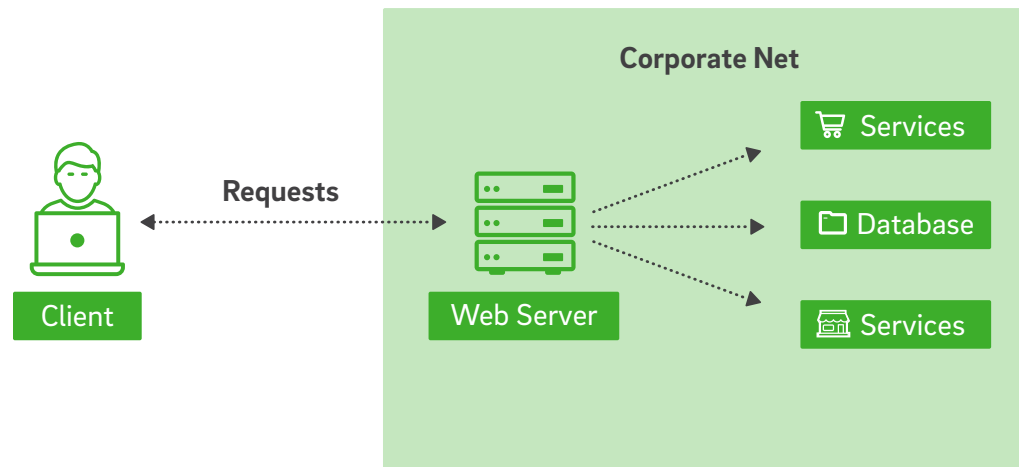 Corporate Net
Services
Requests
Database
Client
Web Server
Services